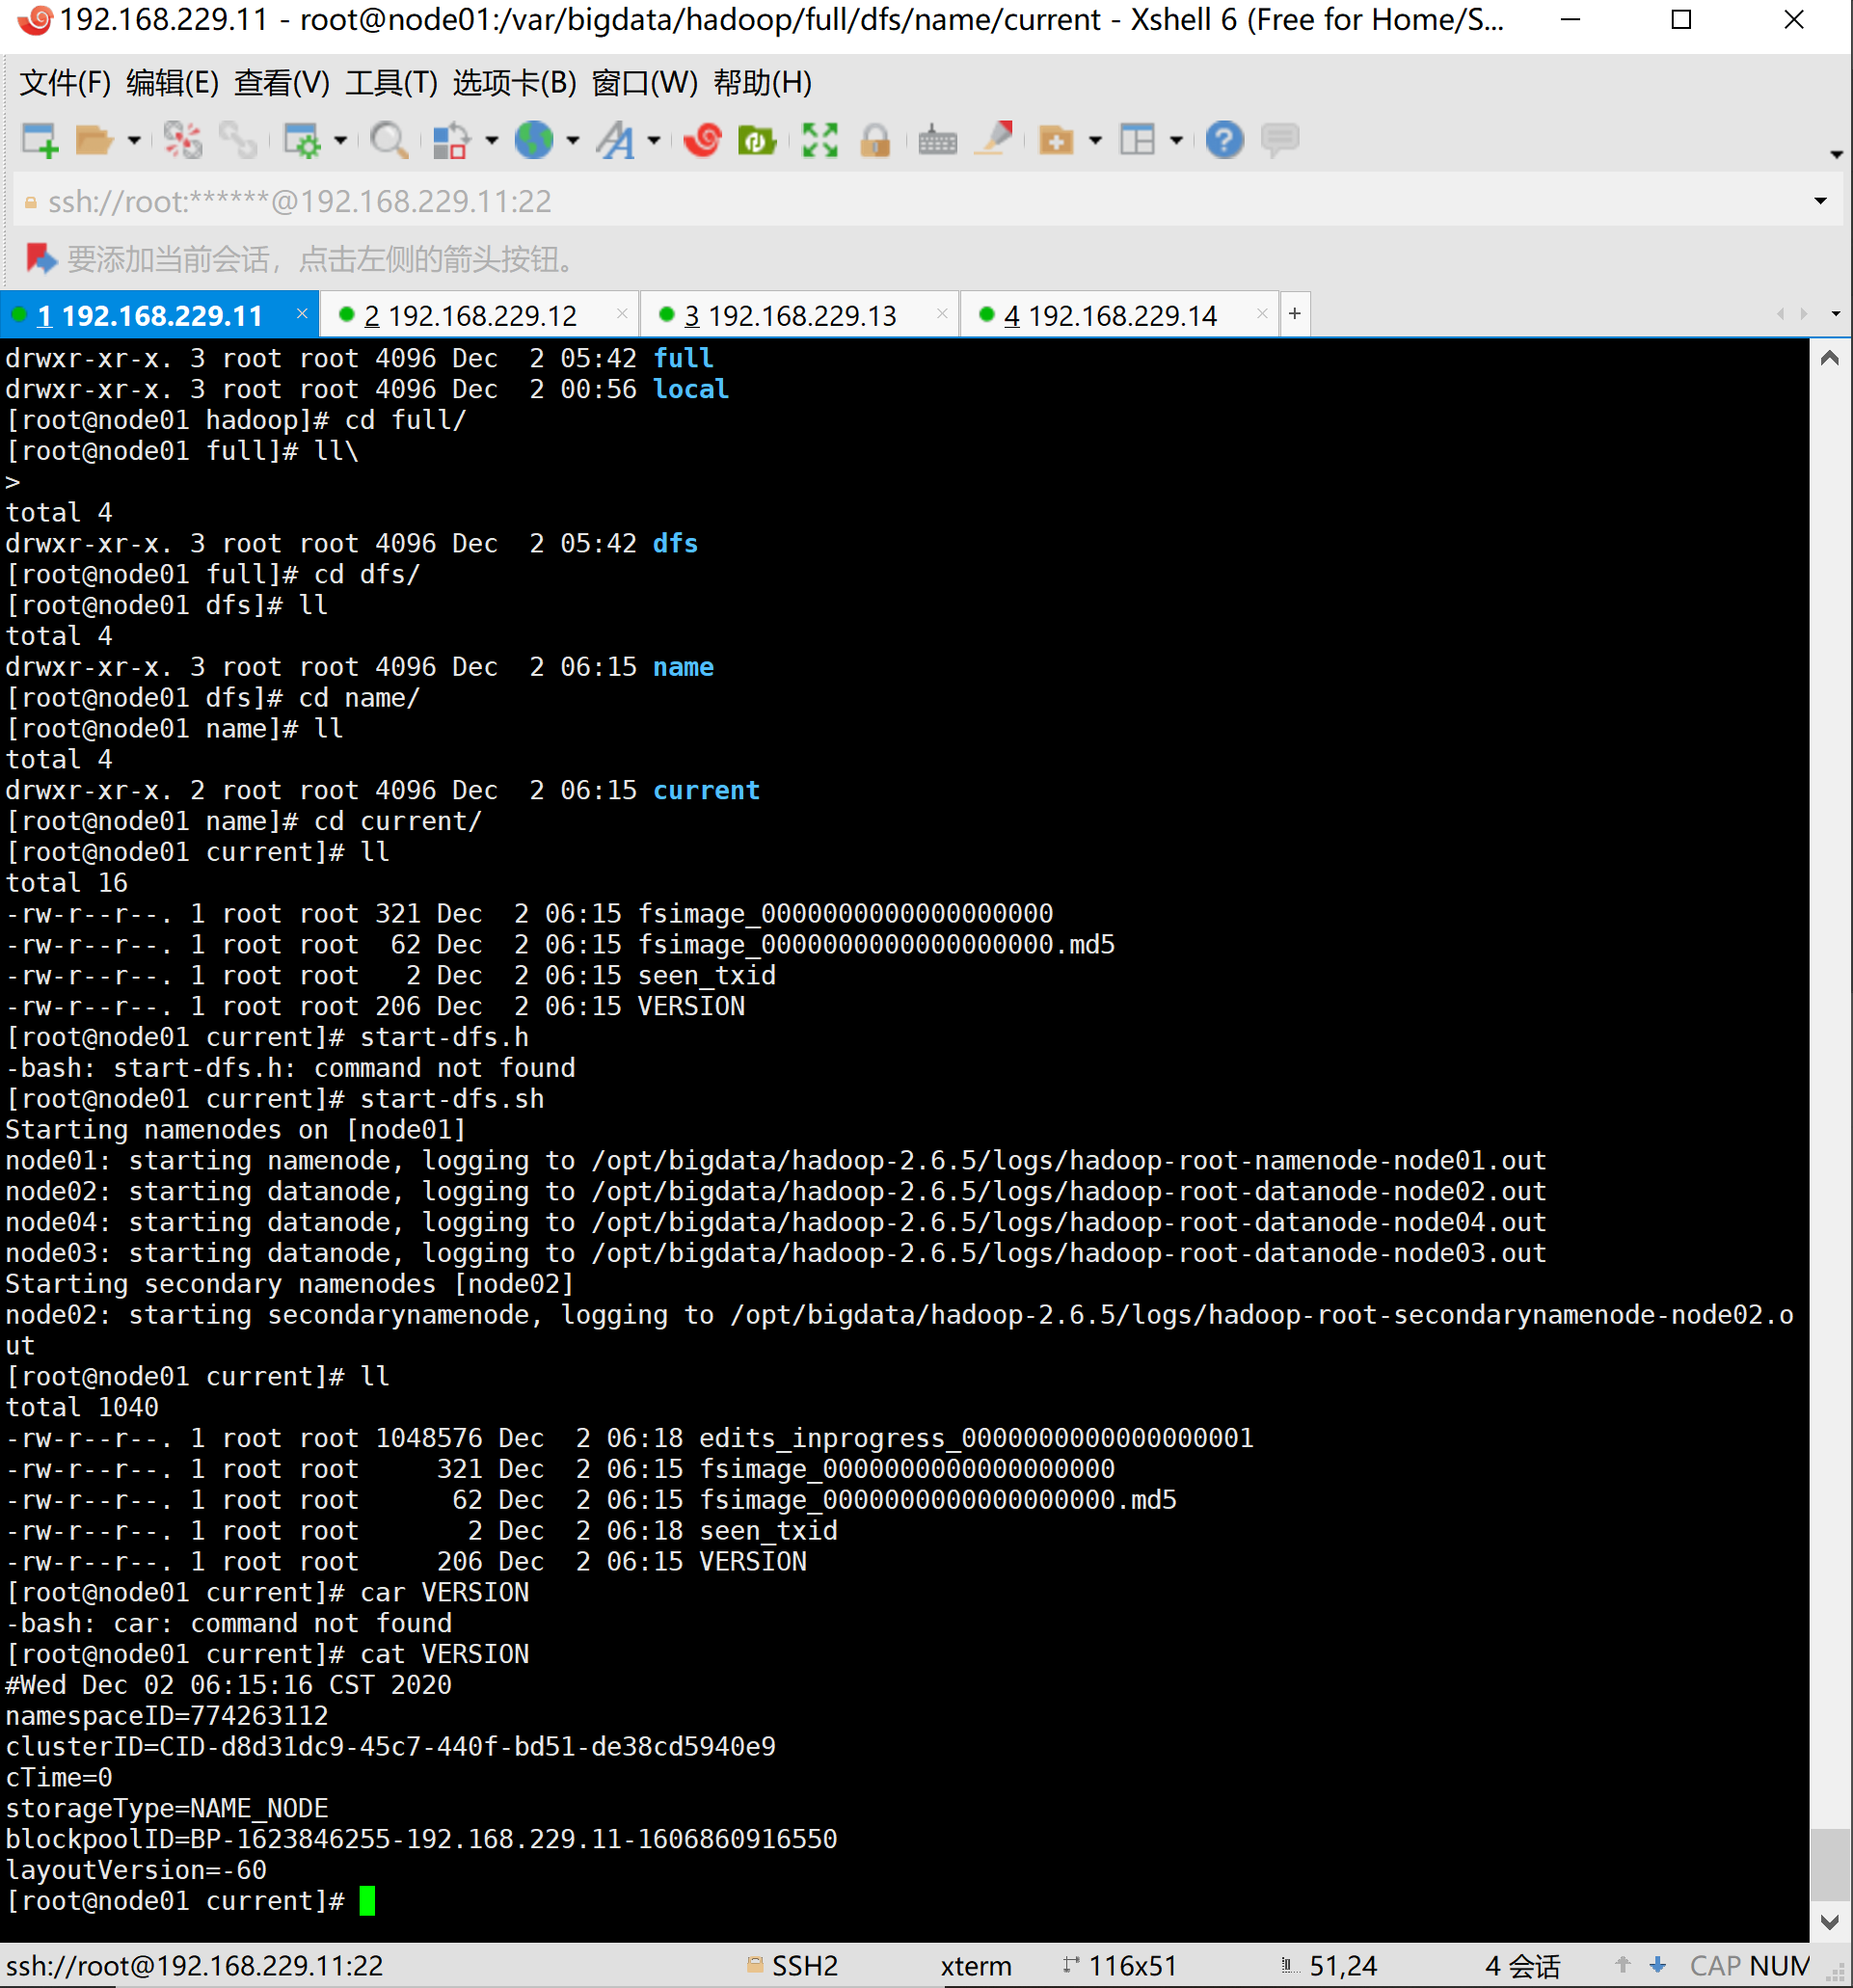 192.168.229.11 - root@node01:/var/bigdata/hadoop/full/dfs/name/current - Xshell 6 (Free for Home/S...
文件(F) 编辑(E) 查看(V) 工具(T) 选项卡(B) 窗口(W) 帮助(H)
ssh://root:******@192.168.229.11:22
要添加当前会话，点击左侧的箭头按钮。
1 192.168.229.11 × 2 192.168.229.12 × 3 192.168.229.13 × 4 192.168.229.14 × +
drwxr-xr-x. 3 root root 4096 Dec  2 05:42 full
drwxr-xr-x. 3 root root 4096 Dec  2 00:56 local
[root@node01 hadoop]# cd full/
[root@node01 full]# ll\
>
total 4
drwxr-xr-x. 3 root root 4096 Dec  2 05:42 dfs
[root@node01 full]# cd dfs/
[root@node01 dfs]# ll
total 4
drwxr-xr-x. 3 root root 4096 Dec  2 06:15 name
[root@node01 dfs]# cd name/
[root@node01 name]# ll
total 4
drwxr-xr-x. 2 root root 4096 Dec  2 06:15 current
[root@node01 name]# cd current/
[root@node01 current]# ll
total 16
-rw-r--r--. 1 root root 321 Dec  2 06:15 fsimage_0000000000000000000
-rw-r--r--. 1 root root  62 Dec  2 06:15 fsimage_0000000000000000000.md5
-rw-r--r--. 1 root root   2 Dec  2 06:15 seen_txid
-rw-r--r--. 1 root root 206 Dec  2 06:15 VERSION
[root@node01 current]# start-dfs.h
-bash: start-dfs.h: command not found
[root@node01 current]# start-dfs.sh
Starting namenodes on [node01]
node01: starting namenode, logging to /opt/bigdata/hadoop-2.6.5/logs/hadoop-root-namenode-node01.out
node02: starting datanode, logging to /opt/bigdata/hadoop-2.6.5/logs/hadoop-root-datanode-node02.out
node04: starting datanode, logging to /opt/bigdata/hadoop-2.6.5/logs/hadoop-root-datanode-node04.out
node03: starting datanode, logging to /opt/bigdata/hadoop-2.6.5/logs/hadoop-root-datanode-node03.out
Starting secondary namenodes [node02]
node02: starting secondarynamenode, logging to /opt/bigdata/hadoop-2.6.5/logs/hadoop-root-secondarynamenode-node02.o
ut
[root@node01 current]# ll
total 1040
-rw-r--r--. 1 root root 1048576 Dec  2 06:18 edits_inprogress_0000000000000000001
-rw-r--r--. 1 root root     321 Dec  2 06:15 fsimage_0000000000000000000
-rw-r--r--. 1 root root      62 Dec  2 06:15 fsimage_0000000000000000000.md5
-rw-r--r--. 1 root root       2 Dec  2 06:18 seen_txid
-rw-r--r--. 1 root root     206 Dec  2 06:15 VERSION
[root@node01 current]# car VERSION
-bash: car: command not found
[root@node01 current]# cat VERSION
#Wed Dec 02 06:15:16 CST 2020
namespaceID=774263112
clusterID=CID-d8d31dc9-45c7-440f-bd51-de38cd5940e9
cTime=0
storageType=NAME_NODE
blockpoolID=BP-1623846255-192.168.229.11-1606860916550
layoutVersion=-60
[root@node01 current]#
ssh://root@192.168.229.11:22 SSH2 xterm 116x51 51,24 4 会话 CAP NUM